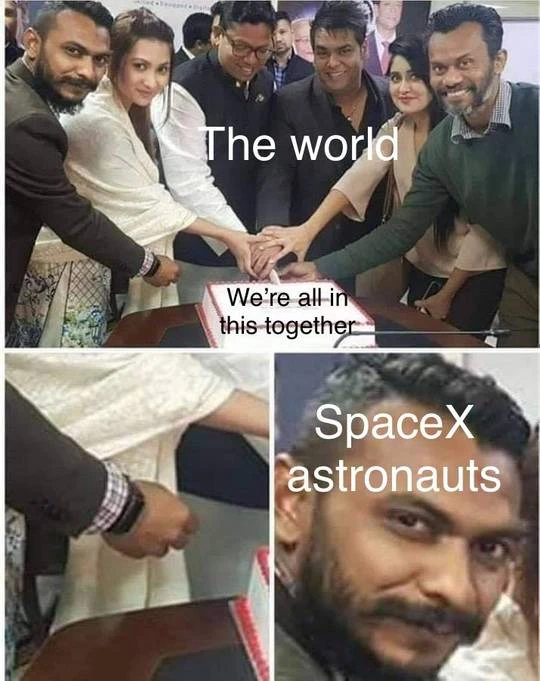 The world
We're all in
this together
SpaceX
astronauts